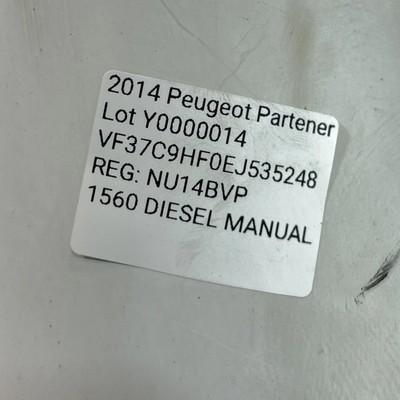 2014 Peugeot Partener
Lot Y0000014
VF37C9HF0EJ535248
REG: NU14BVP
1560 DIESEL MANUAL